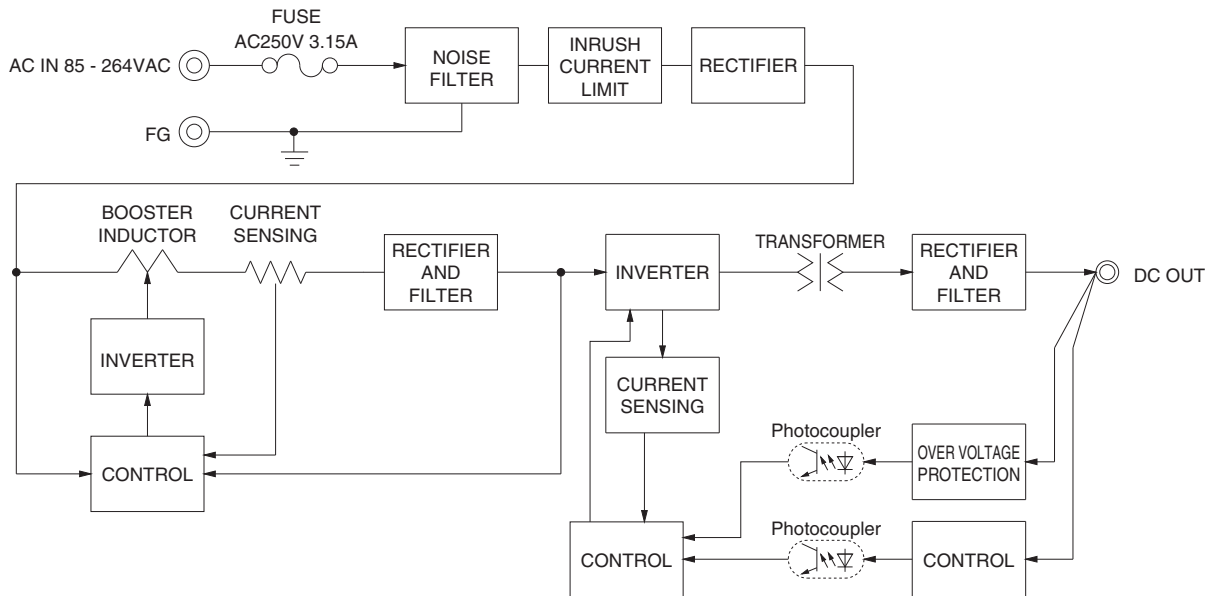 FUSE
AC250V 3.15A
AC IN 85 - 264VAC
NOISE
FILTER
INRUSH
CURRENT
LIMIT
RECTIFIER
FG
BOOSTER
INDUCTOR
CURRENT
SENSING
RECTIFIER
AND
FILTER
INVERTER
TRANSFORMER
RECTIFIER
AND
FILTER
DC OUT
INVERTER
CURRENT
SENSING
CONTROL
Photocoupler
OVER VOLTAGE
PROTECTION
Photocoupler
CONTROL
CONTROL